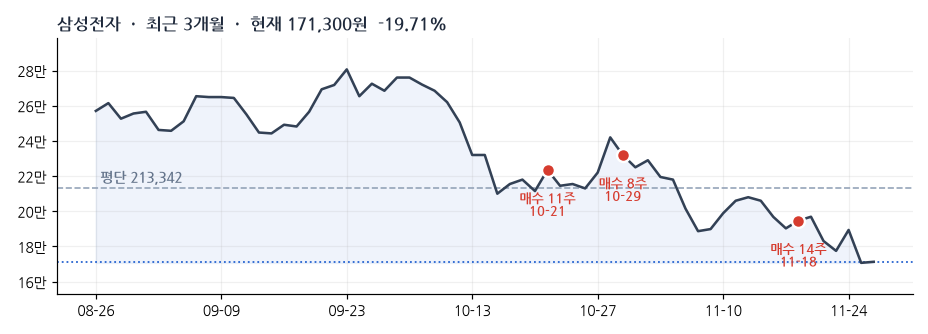 삼성전자 · 최근 3개월 · 현재 171,300원 -19.71%
28만
26만
24만
22만
20만
18만
16만
평단 213,342
매수 11주
10-21
매수 8주
10-29
매수 14주
11-18
08-26 09-09 09-23 10-13 10-27 11-10 11-24